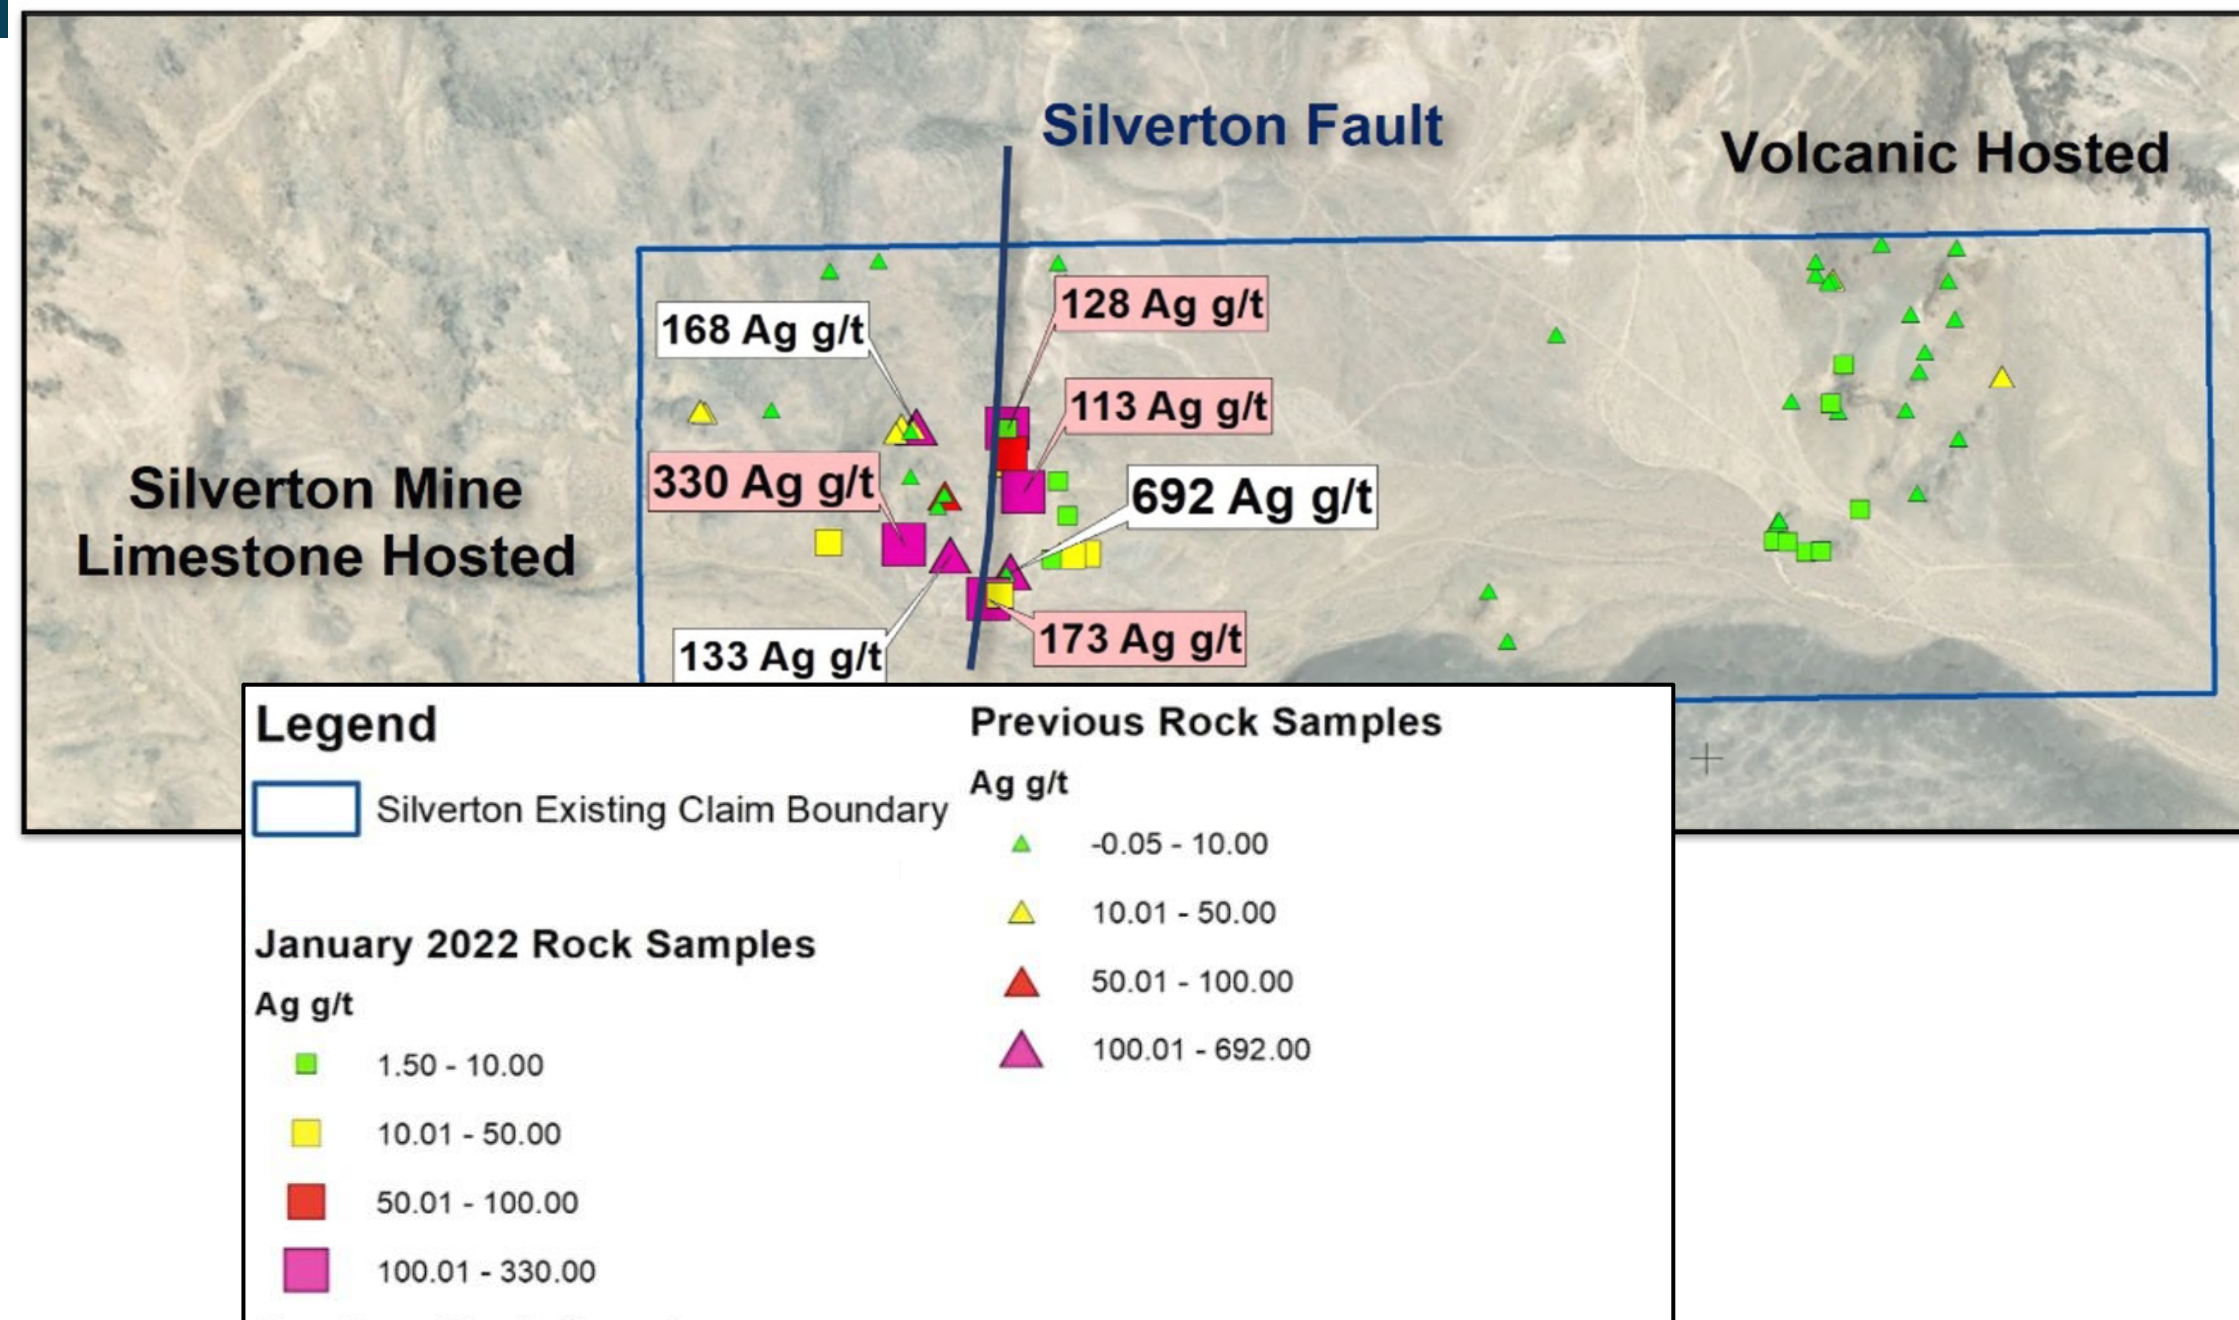 Silverton Fault
Volcanic Hosted
168 Ag g/t
128 Ag g/t
113 Ag g/t
330 Ag g/t
692 Ag g/t
Silverton Mine
Limestone Hosted
133 Ag g/t
173 Ag g/t
Legend
Silverton Existing Claim Boundary
January 2022 Rock Samples
Ag g/t
1.50 - 10.00
10.01 - 50.00
50.01 - 100.00
100.01 - 330.00
Previous Rock Samples
Ag g/t
-0.05 - 10.00
10.01 - 50.00
50.01 - 100.00
100.01 - 692.00